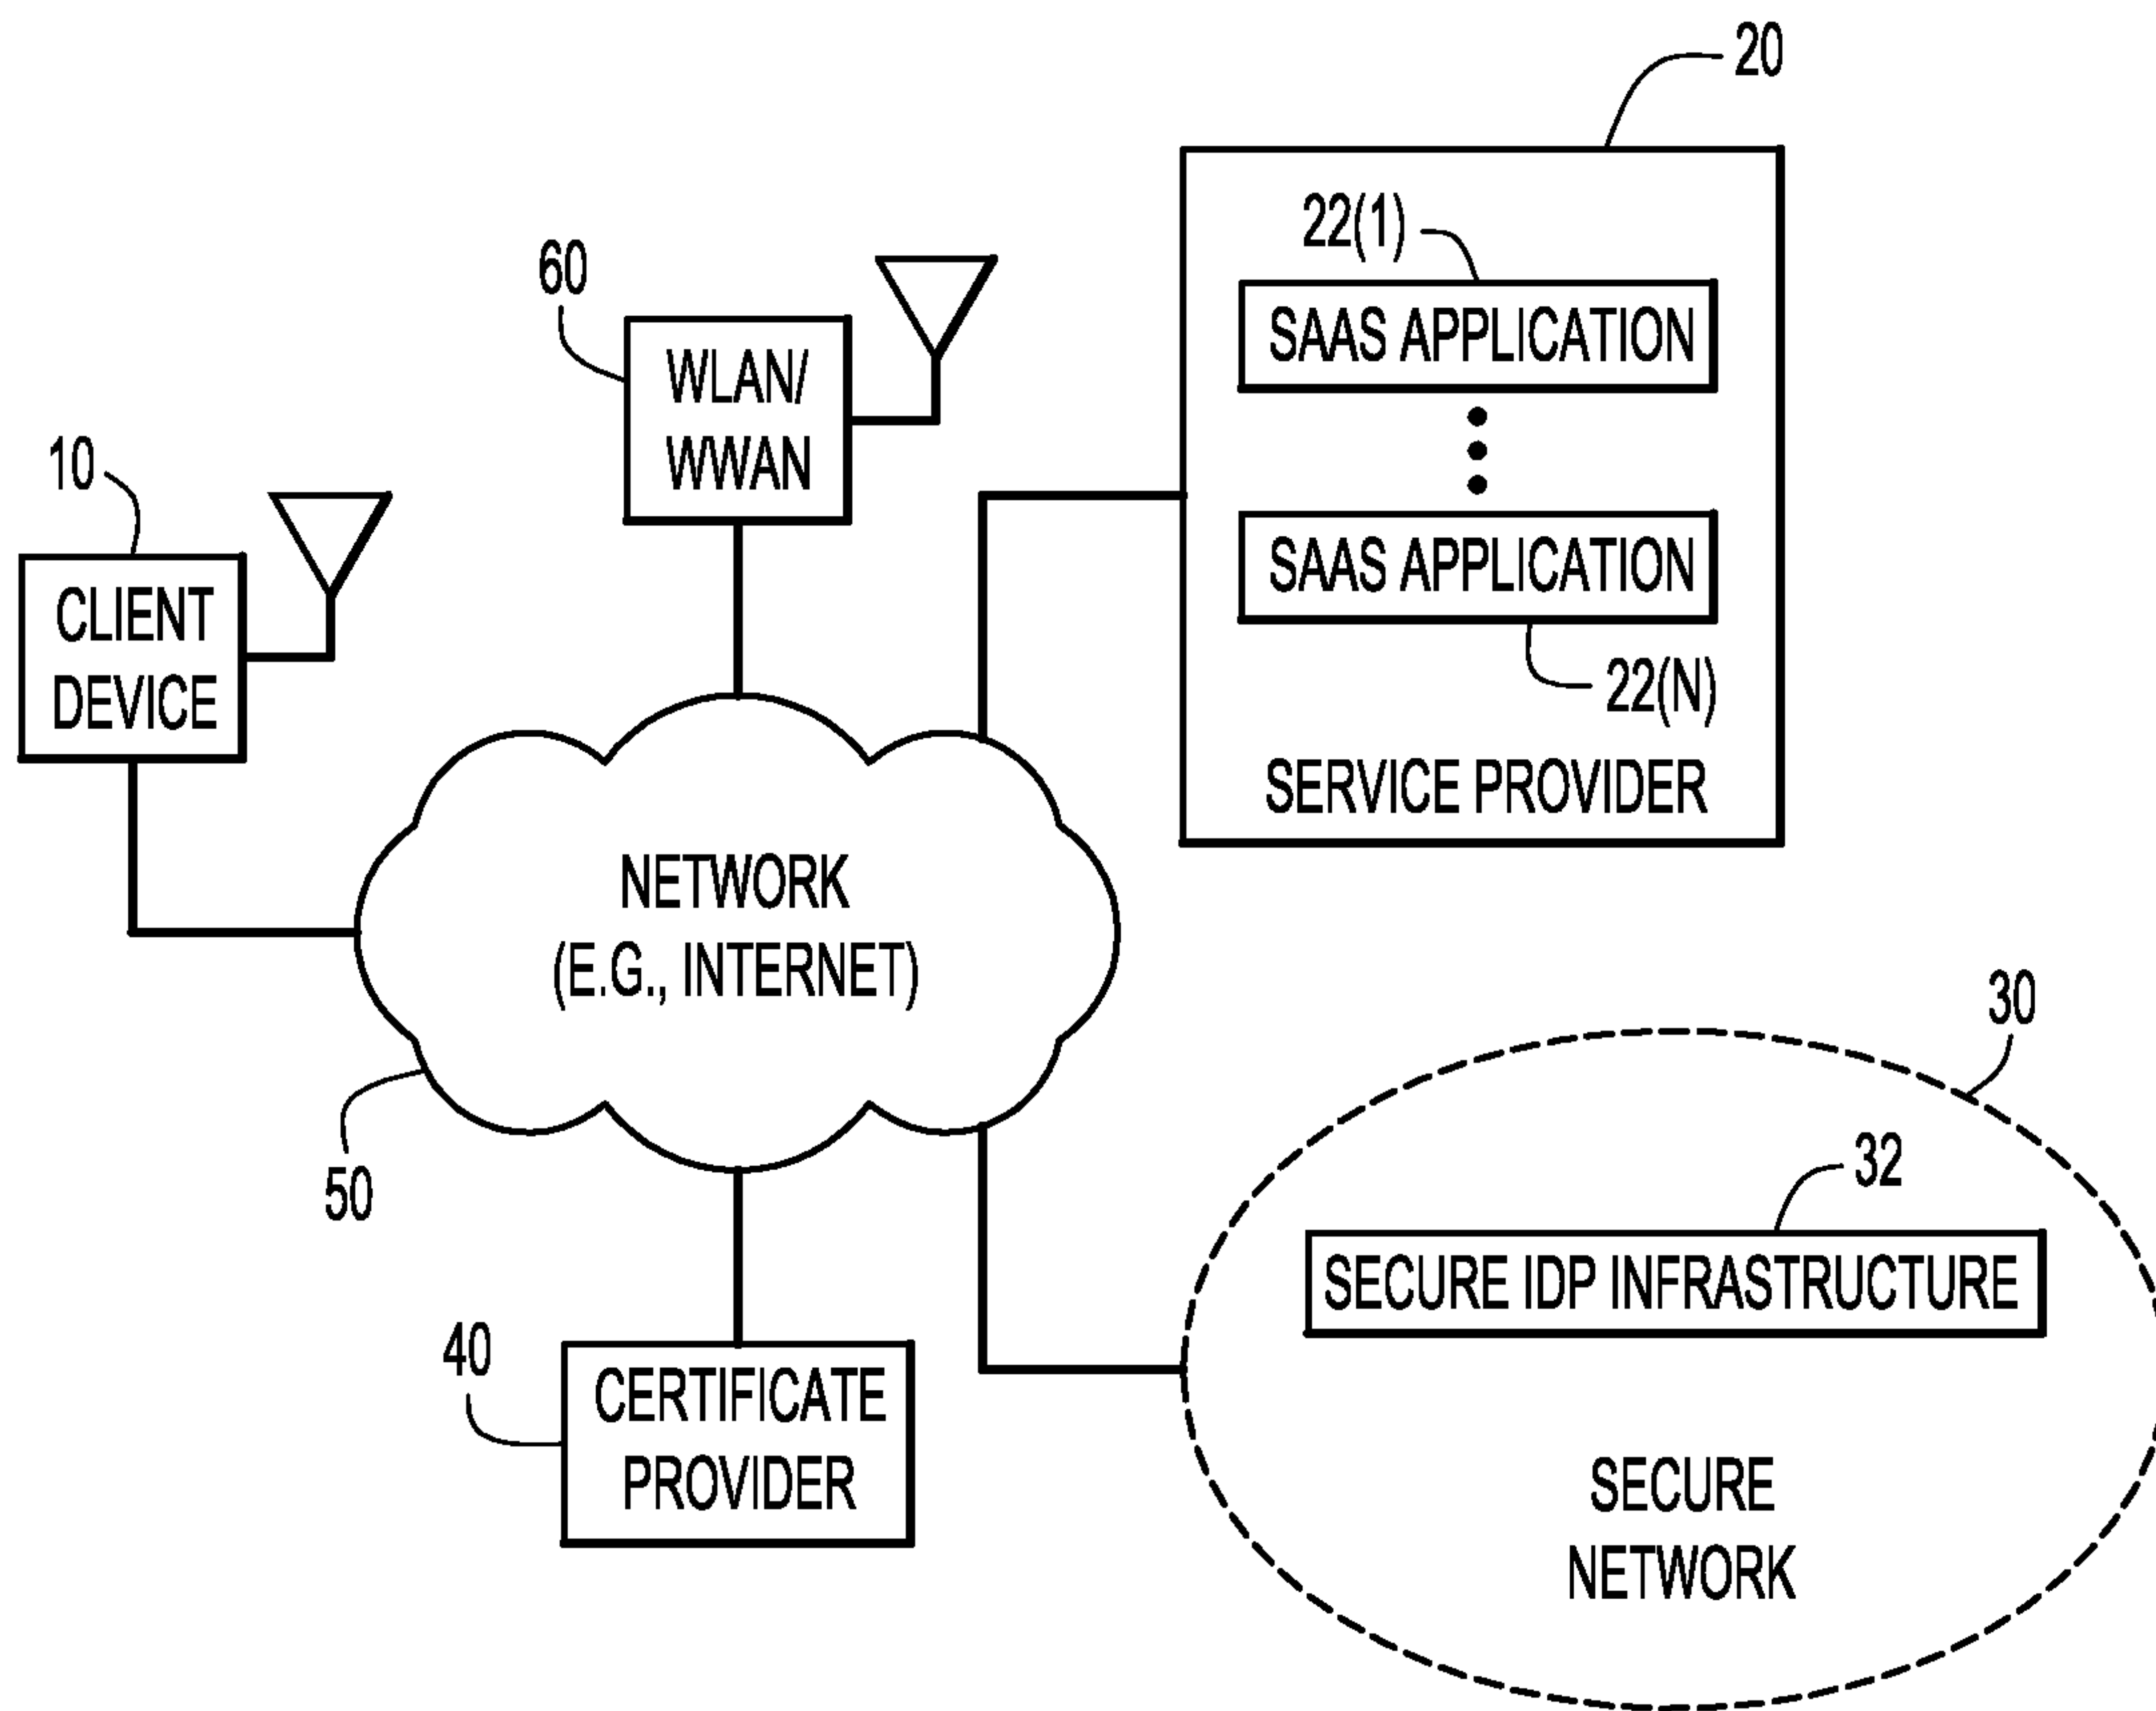 20
22(1)
SAAS APPLICATION
60
WLAN/
WWAN
10
CLIENT
DEVICE
SAAS APPLICATION
22(N)
SERVICE PROVIDER
NETWORK
(E.G., INTERNET)
50
30
32
SECURE IDP INFRASTRUCTURE
SECURE
NETWORK
40
CERTIFICATE
PROVIDER